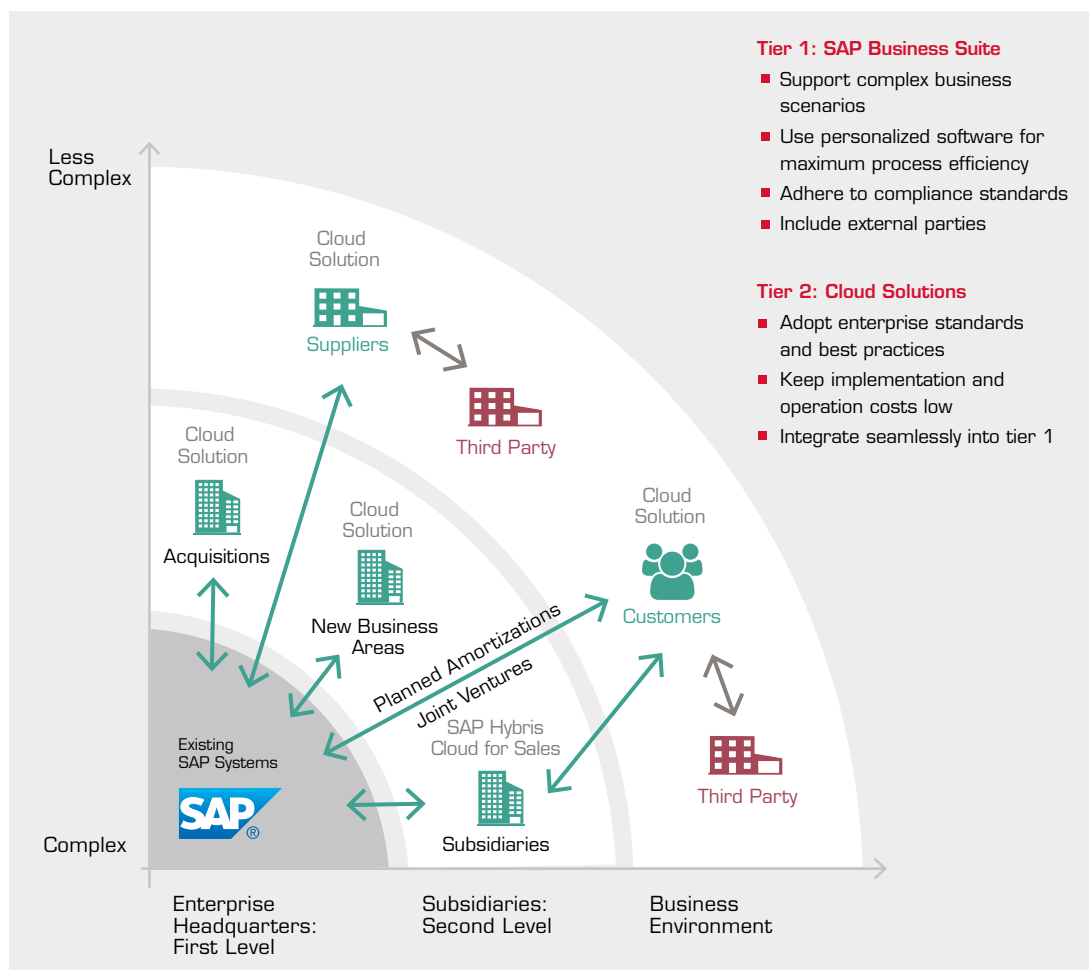 Tier 1: SAP Business Suite
Support complex business
scenarios
Use personalized software for
maximum process efficiency
Adhere to compliance standards
Include external parties
Tier 2: Cloud Solutions
Adopt enterprise standards
and best practices
Keep implementation and
operation costs low
Integrate seamlessly into tier 1
Less
Complex
Cloud
Solution
Suppliers
Third Party
Cloud
Solution
Acquisitions
Cloud
Solution
New Business
Areas
Cloud
Solution
Customers
Planned Amortizations
Joint Ventures
SAP Hybris
Cloud for Sales
Subsidiaries
Third Party
Existing
SAP Systems
SAP®
Complex
Enterprise
Headquarters:
First Level
Subsidiaries:
Second Level
Business
Environment